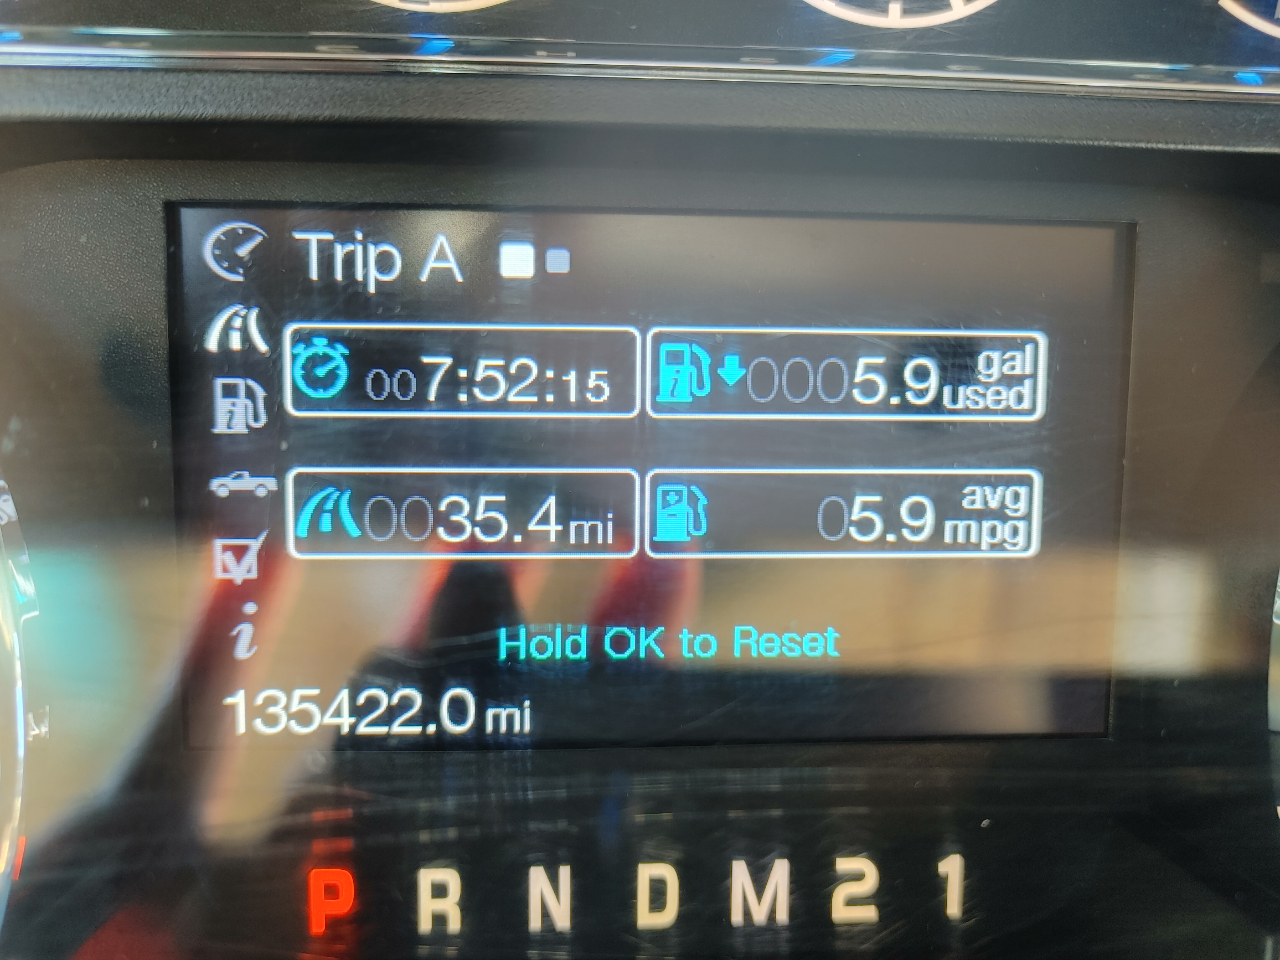 Trip A
007:52:15
0005.9 gal used
0035.4 mi
05.9 avg mpg
Hold OK to Reset
135422.0 mi
P R N D M 2 1